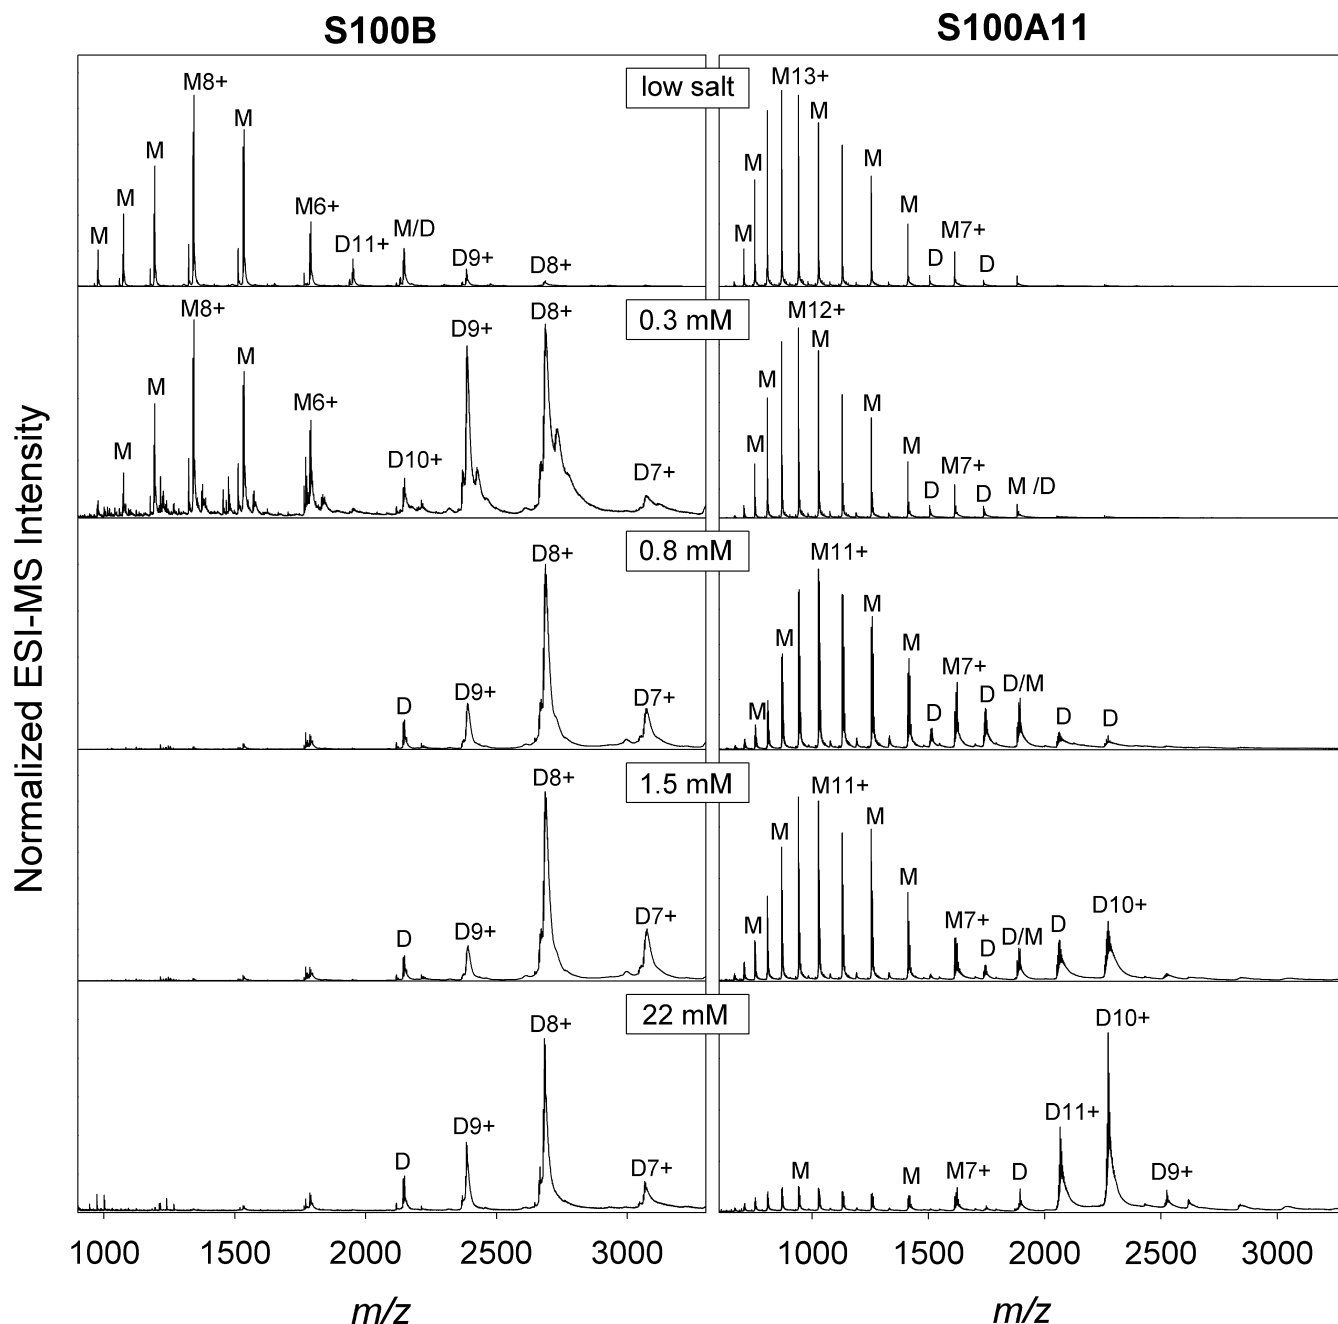 S100B
S100A11
Normalized ESI-MS Intensity
low salt
M
M
M
M8+
M
M6+
D11+
M/D
D9+
D8+
M
M
M13+
M
M
M
D
M7+
D
0.3 mM
M
M
M8+
M
M6+
D10+
D9+
D8+
D7+
M
M
M12+
M
M
M
D
M7+
D
M /D
0.8 mM
D
D9+
D8+
D7+
M
M
M11+
M
M
D
M7+
D
D/M
D
D
1.5 mM
D
D9+
D8+
D7+
M
M
M11+
M
M
M7+
D
D/M
D
D10+
22 mM
D
D9+
D8+
D7+
M
M
M7+
D
D11+
D10+
D9+
1000 1500 2000 2500 3000
1000 1500 2000 2500 3000
m/z
m/z